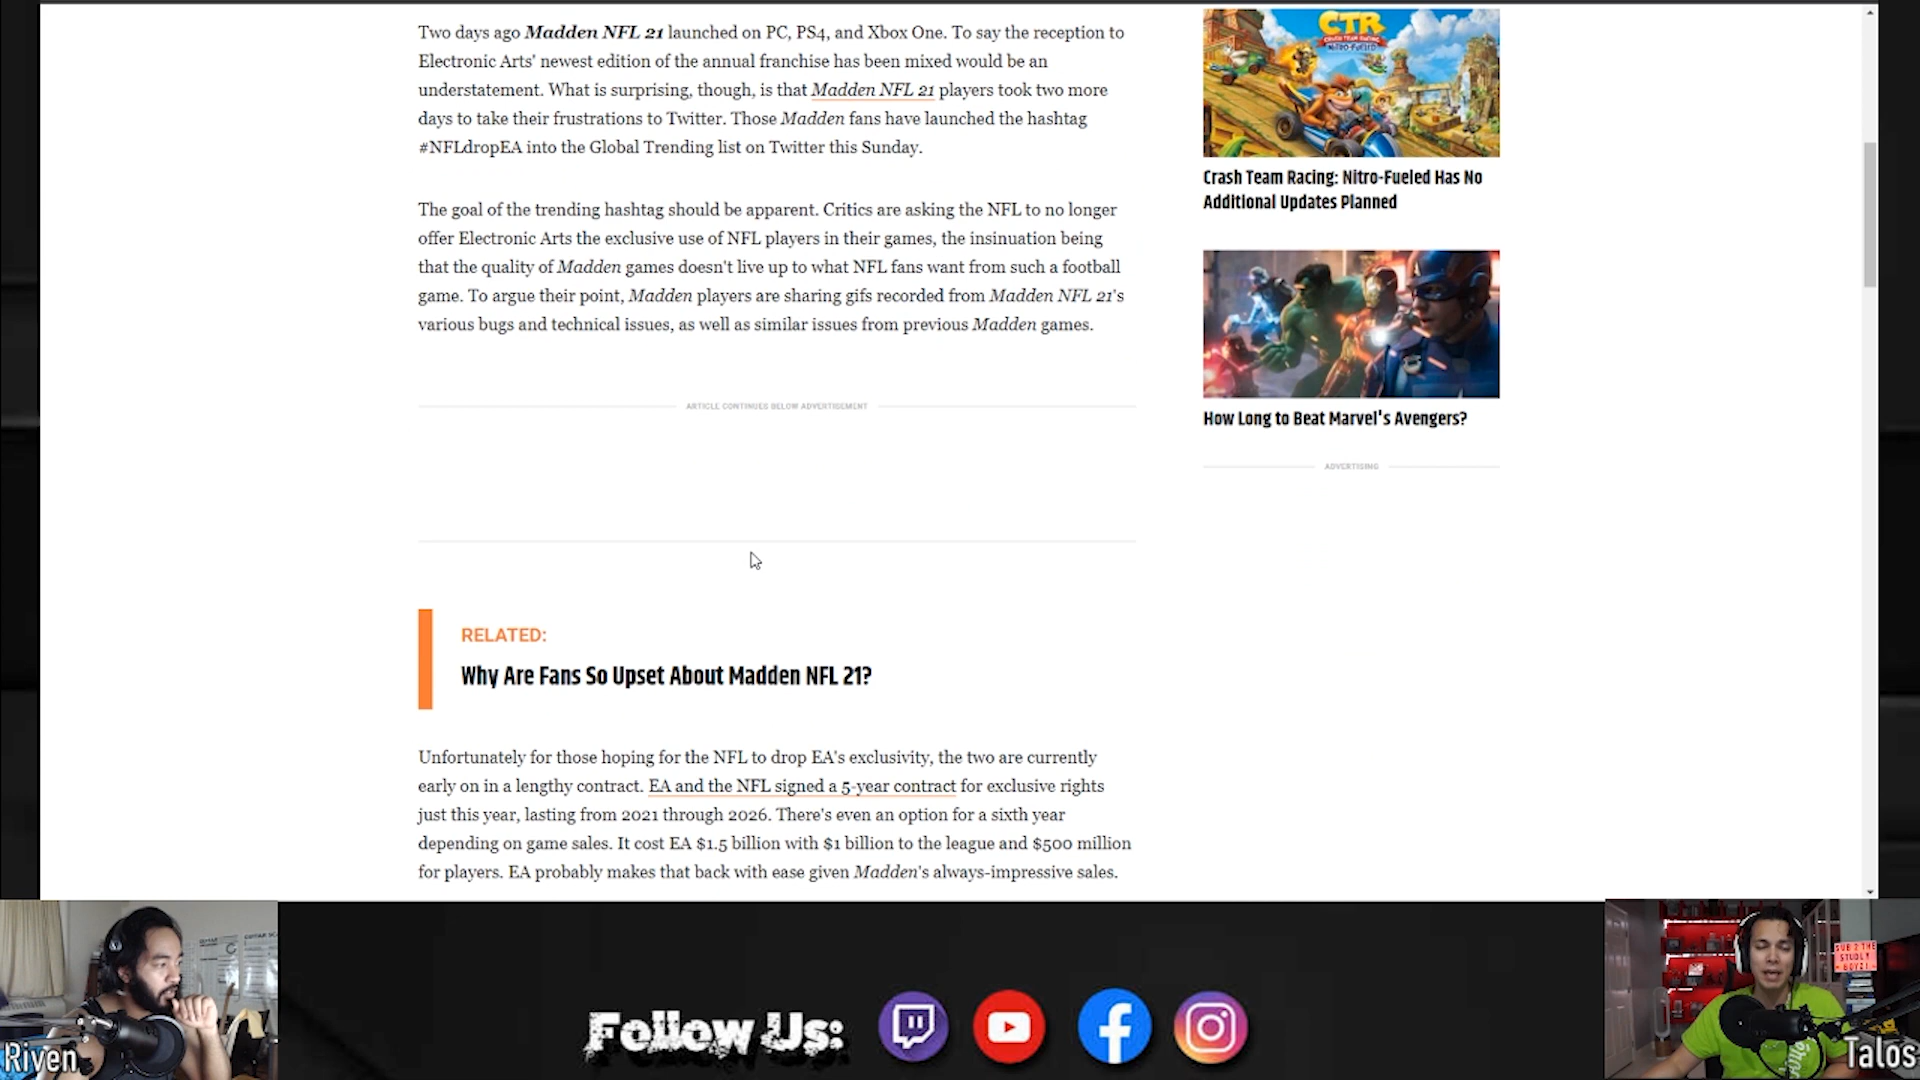 Two days ago Madden NFL 21 launched on PC, PS4, and Xbox One. To say the reception to
Electronic Arts' newest edition of the annual franchise has been mixed would be an
understatement. What is surprising, though, is that Madden NFL 21 players took two more
days to take their frustrations to Twitter. Those Madden fans have launched the hashtag
#NFLdropEA into the Global Trending list on Twitter this Sunday.
The goal of the trending hashtag should be apparent. Critics are asking the NFL to no longer
offer Electronic Arts the exclusive use of NFL players in their games, the insinuation being
that the quality of Madden games doesn't live up to what NFL fans want from such a football
game. To argue their point, Madden players are sharing gifs recorded from Madden NFL 21's
various bugs and technical issues, as well as similar issues from previous Madden games.
ARTICLE CONTINUES BELOW ADVERTISEMENT
RELATED:
Why Are Fans So Upset About Madden NFL 21?
Unfortunately for those hoping for the NFL to drop EA's exclusivity, the two are currently
early on in a lengthy contract. EA and the NFL signed a 5-year contract for exclusive rights
just this year, lasting from 2021 through 2026. There's even an option for a sixth year
depending on game sales. It cost EA $1.5 billion with $1 billion to the league and $500 million
for players. EA probably makes that back with ease given Madden's always-impressive sales.
CTR
CRASH TEAM RACING
NITRO-FUELED
Crash Team Racing: Nitro-Fueled Has No
Additional Updates Planned
How Long to Beat Marvel's Avengers?
ADVERTISING
Riven
Follow Us:
SUB 2 THE
STUDLY
BOYZ!
Talos